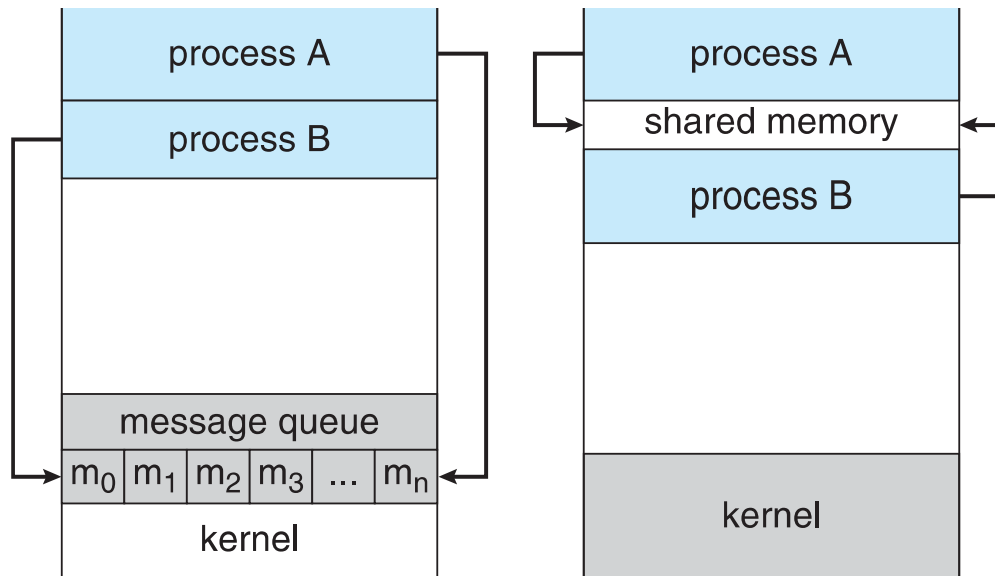 process A
process B
message queue
m0 m1 m2 m3 ... mn
kernel
process A
shared memory
process B
kernel